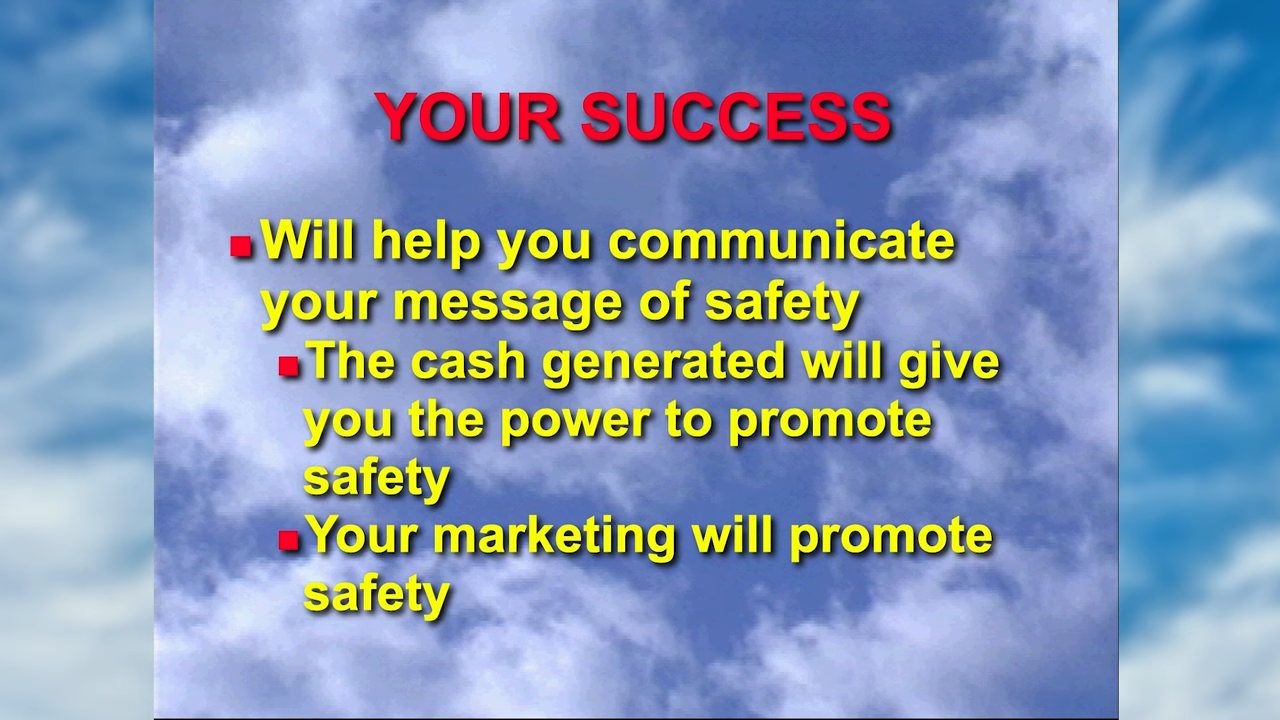 YOUR SUCCESS
Will help you communicate
your message of safety
The cash generated will give
you the power to promote
safety
Your marketing will promote
safety